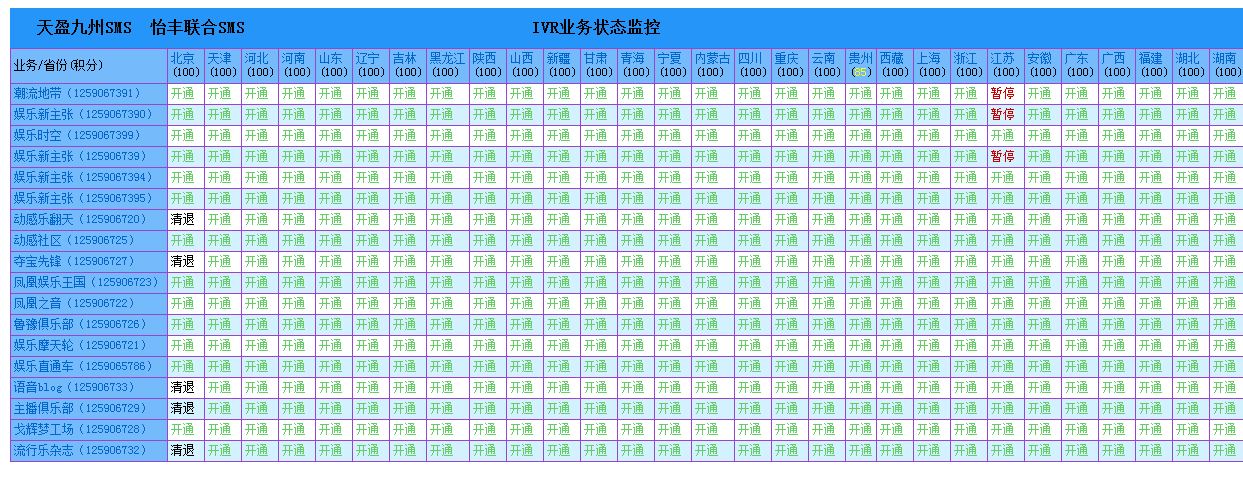 天盈九州SMS 怡丰联合SMS IVR业务状态监控
业务/省份(积分) 北京 天津 河北 河南 山东 辽宁 吉林 黑龙江 陕西 山西 新疆 甘肃 青海 宁夏 内蒙古 四川 重庆 云南 贵州 西藏 上海 浙江 江苏 安徽 广东 广西 福建 湖北 湖南
(100) (100) (100) (100) (100) (100) (100) (100) (100) (100) (100) (100) (100) (100) (100) (100) (100) (100) (85) (100) (100) (100) (100) (100) (100) (100) (100) (100) (100)
潮流地带(1259067391) 开通 开通 开通 开通 开通 开通 开通 开通 开通 开通 开通 开通 开通 开通 开通 开通 开通 开通 开通 开通 开通 开通 暂停 开通 开通 开通 开通 开通 开通
娱乐新主张(1259067390) 开通 开通 开通 开通 开通 开通 开通 开通 开通 开通 开通 开通 开通 开通 开通 开通 开通 开通 开通 开通 开通 开通 暂停 开通 开通 开通 开通 开通 开通
娱乐时空(1259067399) 开通 开通 开通 开通 开通 开通 开通 开通 开通 开通 开通 开通 开通 开通 开通 开通 开通 开通 开通 开通 开通 开通 开通 开通 开通 开通 开通 开通 开通
娱乐新主张(125906739) 开通 开通 开通 开通 开通 开通 开通 开通 开通 开通 开通 开通 开通 开通 开通 开通 开通 开通 开通 开通 开通 开通 暂停 开通 开通 开通 开通 开通 开通
娱乐新主张(1259067394) 开通 开通 开通 开通 开通 开通 开通 开通 开通 开通 开通 开通 开通 开通 开通 开通 开通 开通 开通 开通 开通 开通 开通 开通 开通 开通 开通 开通 开通
娱乐新主张(1259067395) 开通 开通 开通 开通 开通 开通 开通 开通 开通 开通 开通 开通 开通 开通 开通 开通 开通 开通 开通 开通 开通 开通 开通 开通 开通 开通 开通 开通 开通
动感乐翻天(125906720) 清退 开通 开通 开通 开通 开通 开通 开通 开通 开通 开通 开通 开通 开通 开通 开通 开通 开通 开通 开通 开通 开通 开通 开通 开通 开通 开通 开通 开通
动感社区(125906725) 开通 开通 开通 开通 开通 开通 开通 开通 开通 开通 开通 开通 开通 开通 开通 开通 开通 开通 开通 开通 开通 开通 开通 开通 开通 开通 开通 开通 开通
夺宝先锋(125906727) 清退 开通 开通 开通 开通 开通 开通 开通 开通 开通 开通 开通 开通 开通 开通 开通 开通 开通 开通 开通 开通 开通 开通 开通 开通 开通 开通 开通 开通
凤凰娱乐王国(125906723) 开通 开通 开通 开通 开通 开通 开通 开通 开通 开通 开通 开通 开通 开通 开通 开通 开通 开通 开通 开通 开通 开通 开通 开通 开通 开通 开通 开通 开通
凤凰之音(125906722) 开通 开通 开通 开通 开通 开通 开通 开通 开通 开通 开通 开通 开通 开通 开通 开通 开通 开通 开通 开通 开通 开通 开通 开通 开通 开通 开通 开通 开通
鲁豫俱乐部(125906726) 开通 开通 开通 开通 开通 开通 开通 开通 开通 开通 开通 开通 开通 开通 开通 开通 开通 开通 开通 开通 开通 开通 开通 开通 开通 开通 开通 开通 开通
娱乐摩天轮(125906721) 开通 开通 开通 开通 开通 开通 开通 开通 开通 开通 开通 开通 开通 开通 开通 开通 开通 开通 开通 开通 开通 开通 开通 开通 开通 开通 开通 开通 开通
娱乐直通车(1259065786) 开通 开通 开通 开通 开通 开通 开通 开通 开通 开通 开通 开通 开通 开通 开通 开通 开通 开通 开通 开通 开通 开通 开通 开通 开通 开通 开通 开通 开通
语音blog(125906733) 清退 开通 开通 开通 开通 开通 开通 开通 开通 开通 开通 开通 开通 开通 开通 开通 开通 开通 开通 开通 开通 开通 开通 开通 开通 开通 开通 开通 开通
主播俱乐部(125906729) 清退 开通 开通 开通 开通 开通 开通 开通 开通 开通 开通 开通 开通 开通 开通 开通 开通 开通 开通 开通 开通 开通 开通 开通 开通 开通 开通 开通 开通
戈辉梦工场(125906728) 开通 开通 开通 开通 开通 开通 开通 开通 开通 开通 开通 开通 开通 开通 开通 开通 开通 开通 开通 开通 开通 开通 开通 开通 开通 开通 开通 开通 开通
流行乐杂志(125906732) 清退 开通 开通 开通 开通 开通 开通 开通 开通 开通 开通 开通 开通 开通 开通 开通 开通 开通 开通 开通 开通 开通 开通 开通 开通 开通 开通 开通 开通